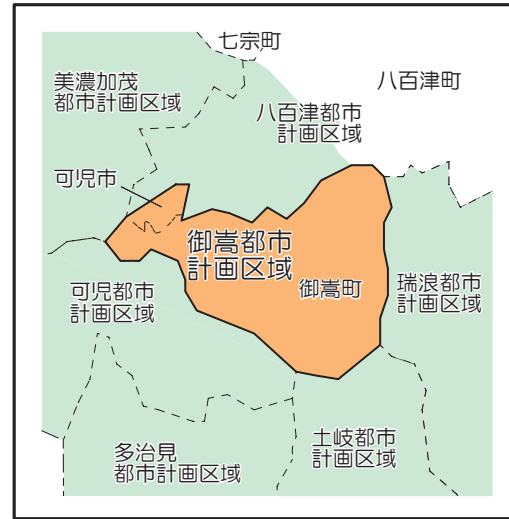 七宗町
八百津町
美濃加茂
都市計画区域
八百津都市
計画区域
可児市
御嵩都市
計画区域
御嵩町
瑞浪都市
計画区域
可児都市
計画区域
土岐都市
計画区域
多治見
都市計画区域